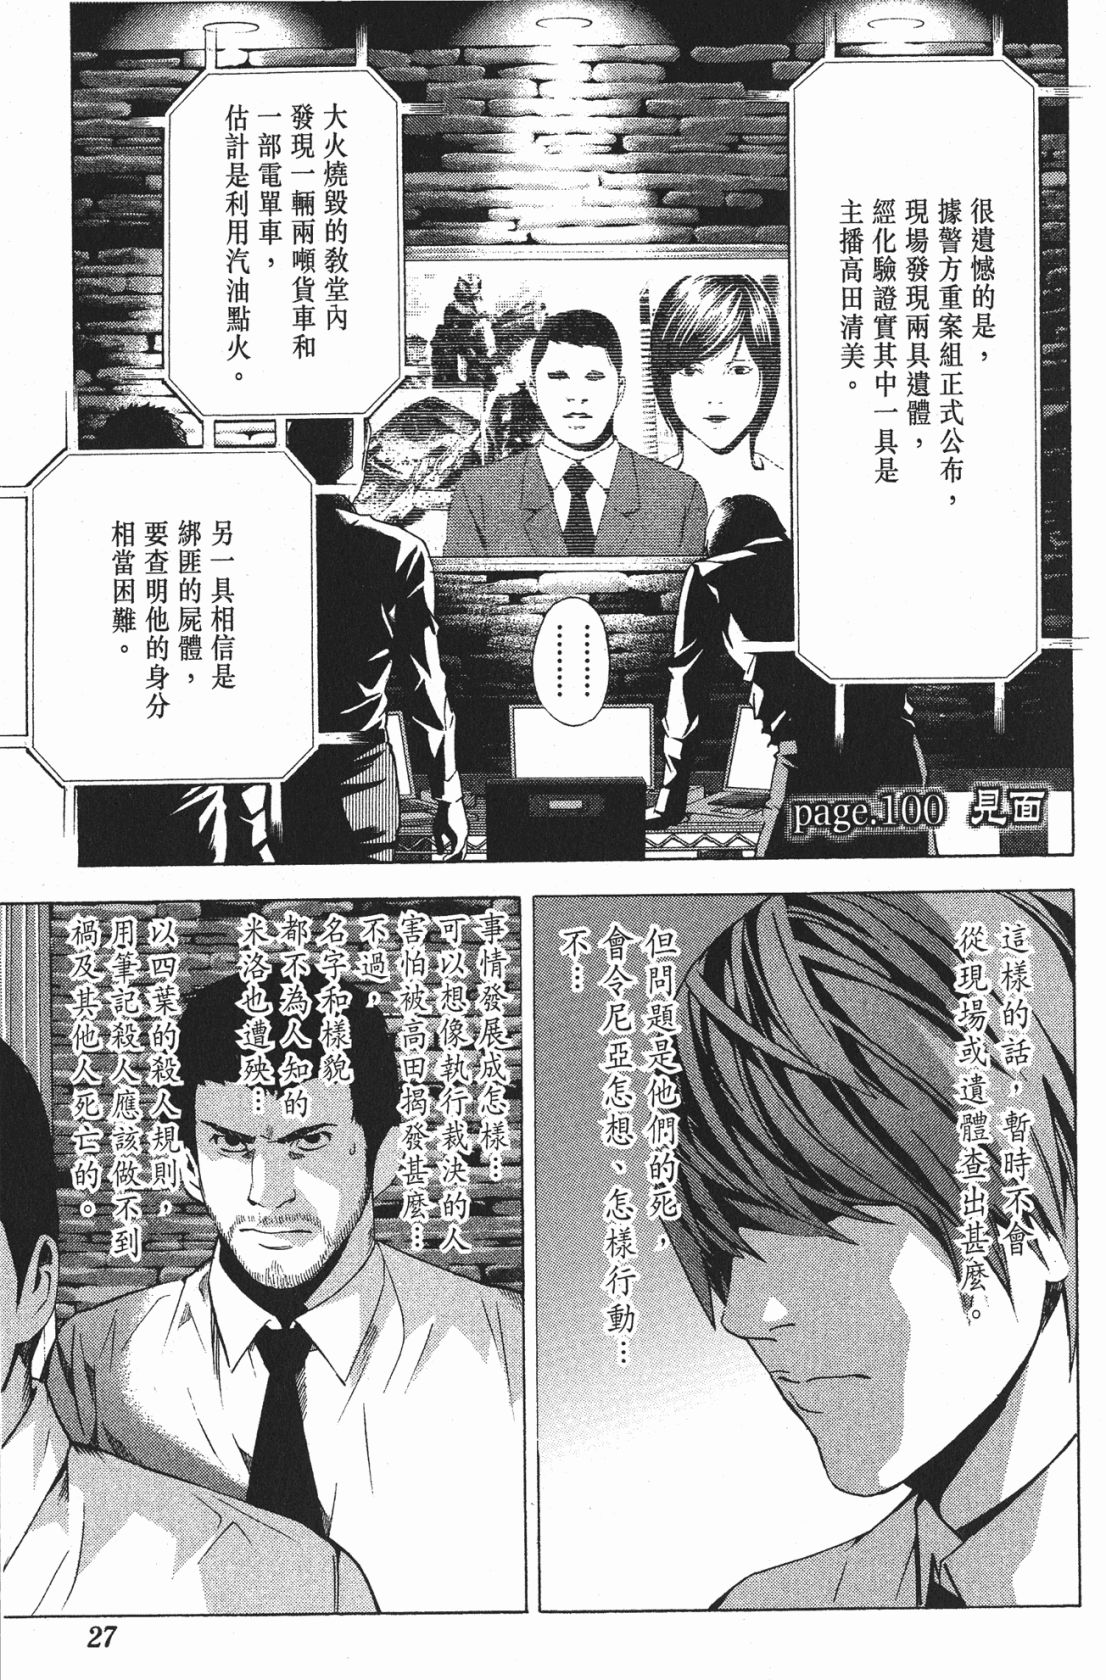 很遺憾的是，
據警方重案組正式公布，
現場發現兩具遺體，
經化驗證實其中一具是
主播高田清美。
大火燒毀的教堂內
發現一輛兩噸貨車和
一部電單車，
估計是利用汽油點火。
另一具相信是
綁匪的屍體，
要查明他的身分
相當困難。
………………
page.100 見面
這樣的話，暫時不會
從現場或遺體查出甚麼。
但問題是他們的死，
會令尼亞怎想、怎樣行動…
不…
事情發展成怎樣…
可以想像執行裁決的人
害怕被高田揭發甚麼…
不過，
名字和樣貌
都不為人知的
米洛也遭殃…
以四葉的殺人規則，
用筆記殺人應該做不到
禍及其他人死亡的。
27